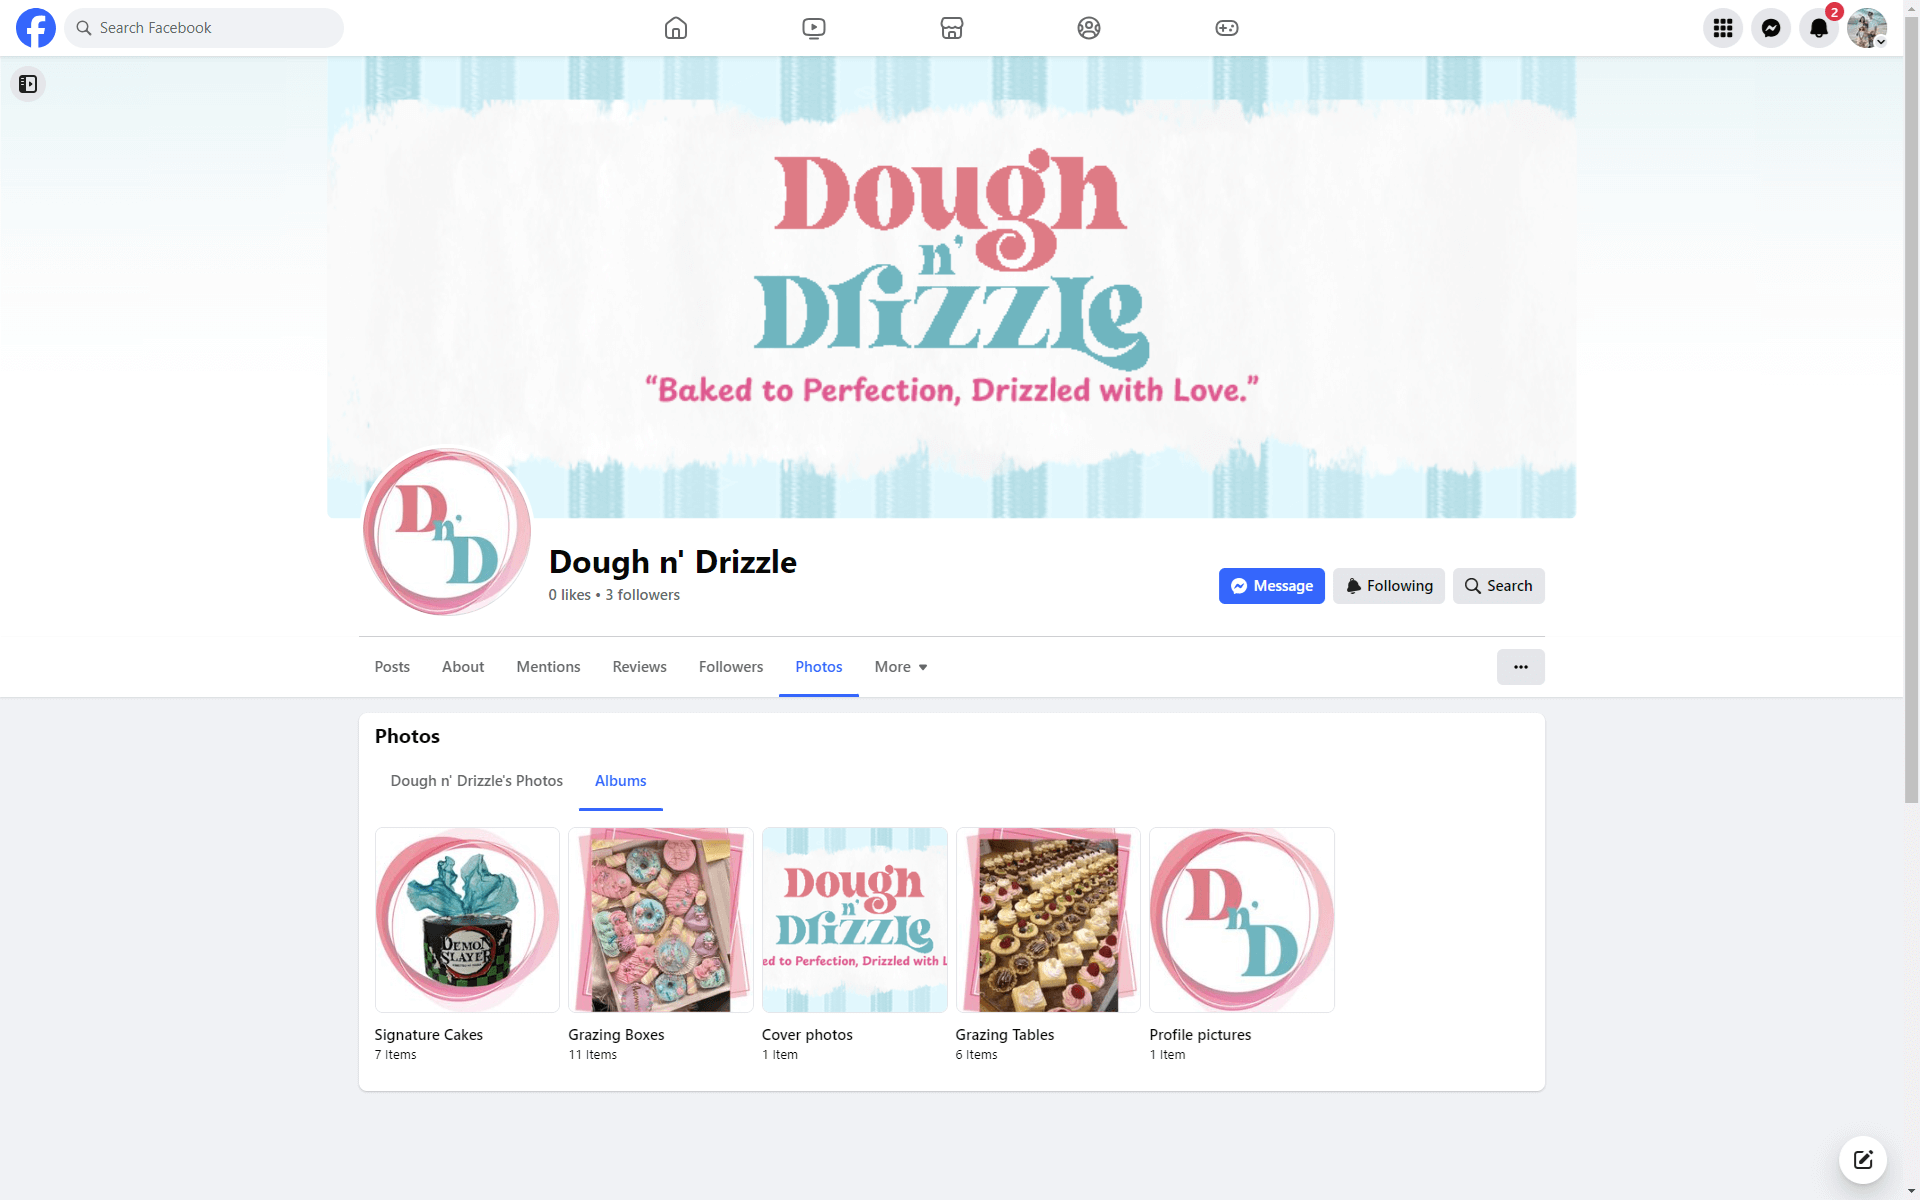 Search Facebook
2
Dough
n'
Drizzle
“Baked to Perfection, Drizzled with Love.”
D
n'
D
Dough n' Drizzle
0 likes • 3 followers
Message
Following
Search
Posts
About
Mentions
Reviews
Followers
Photos
More
Photos
Dough n' Drizzle's Photos
Albums
DEMON
SLAYER
Dough
n'
Drizzle
ed to Perfection, Drizzled with L
D
n'
D
Signature Cakes
7 Items
Grazing Boxes
11 Items
Cover photos
1 Item
Grazing Tables
6 Items
Profile pictures
1 Item